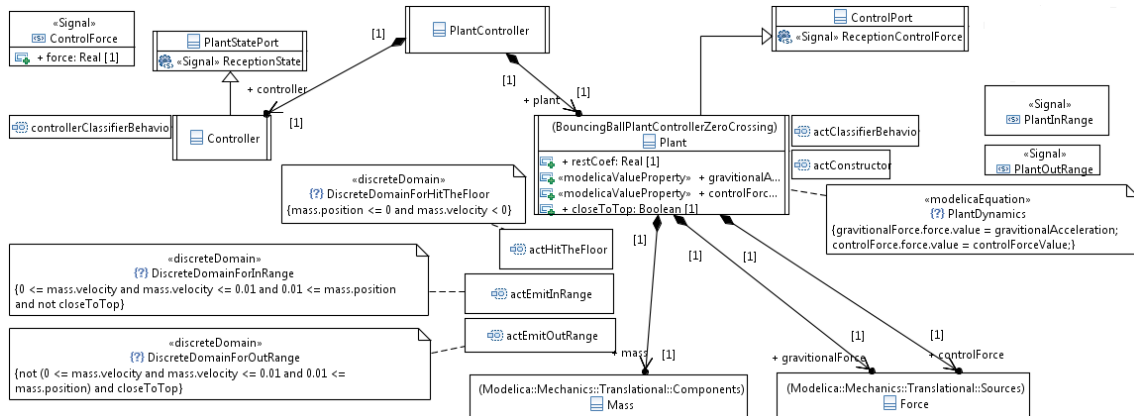 «Signal»
ControlForce
+ force: Real [1]
PlantStatePort
«Signal» ReceptionState
PlantController
ControlPort
«Signal» ReceptionControlForce
[1]
[1]
+ controller
[1]
+ plant
[1]
controllerClassifierBehavior
Controller
(BouncingBallPlantControllerZeroCrossing)
Plant
+ restCoef: Real [1]
«modelicaValueProperty» + gravitionalA...
«modelicaValueProperty» + controlForc...
+ closeToTop: Boolean [1]
actClassifierBehavior
actConstructor
«Signal»
PlantInRange
«Signal»
PlantOutRange
«discreteDomain»
DiscreteDomainForHitTheFloor
{mass.position <= 0 and mass.velocity < 0}
«modelicaEquation»
PlantDynamics
{gravitionalForce.force.value = gravitionalAcceleration;
controlForce.force.value = controlForceValue;}
actHitTheFloor
[1]
[1]
[1]
«discreteDomain»
DiscreteDomainForInRange
{0 <= mass.velocity and mass.velocity <= 0.01 and 0.01 <= mass.position
and not closeToTop}
actEmitInRange
actEmitOutRange
«discreteDomain»
DiscreteDomainForOutRange
{not (0 <= mass.velocity and mass.velocity <= 0.01 and 0.01 <=
mass.position) and closeToTop}
+ mass
[1]
[1]
[1]
+ gravitionalForce
+ controlForce
(Modelica::Mechanics::Translational::Components)
Mass
(Modelica::Mechanics::Translational::Sources)
Force